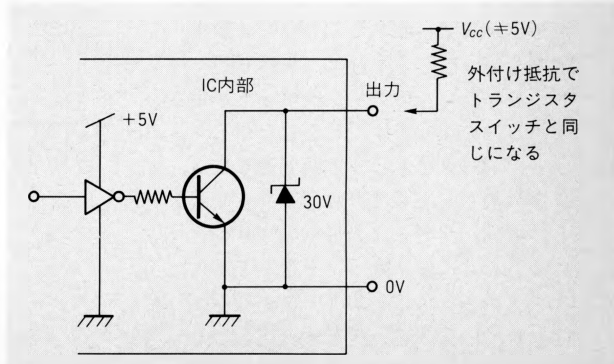 Vcc(≠5V)
IC内部
出力
外付け抵抗で
トランジスタ
スイッチと同
じになる
+5V
30V
0V